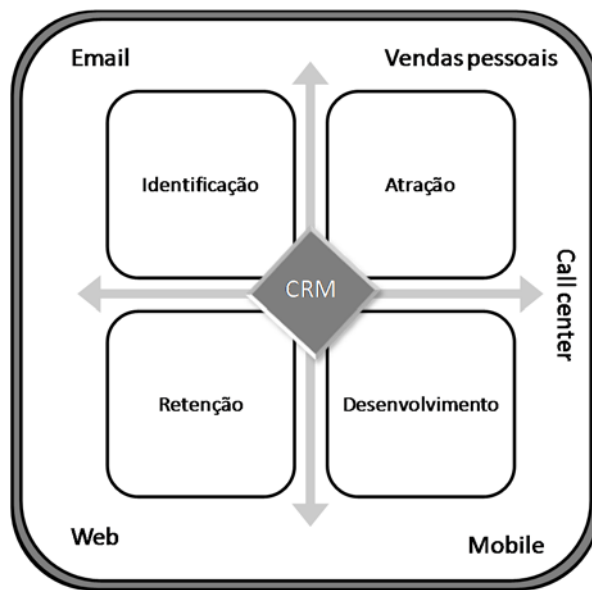 Email
Vendas pessoais
Identificação
Atração
CRM
Call center
Retenção
Desenvolvimento
Web
Mobile